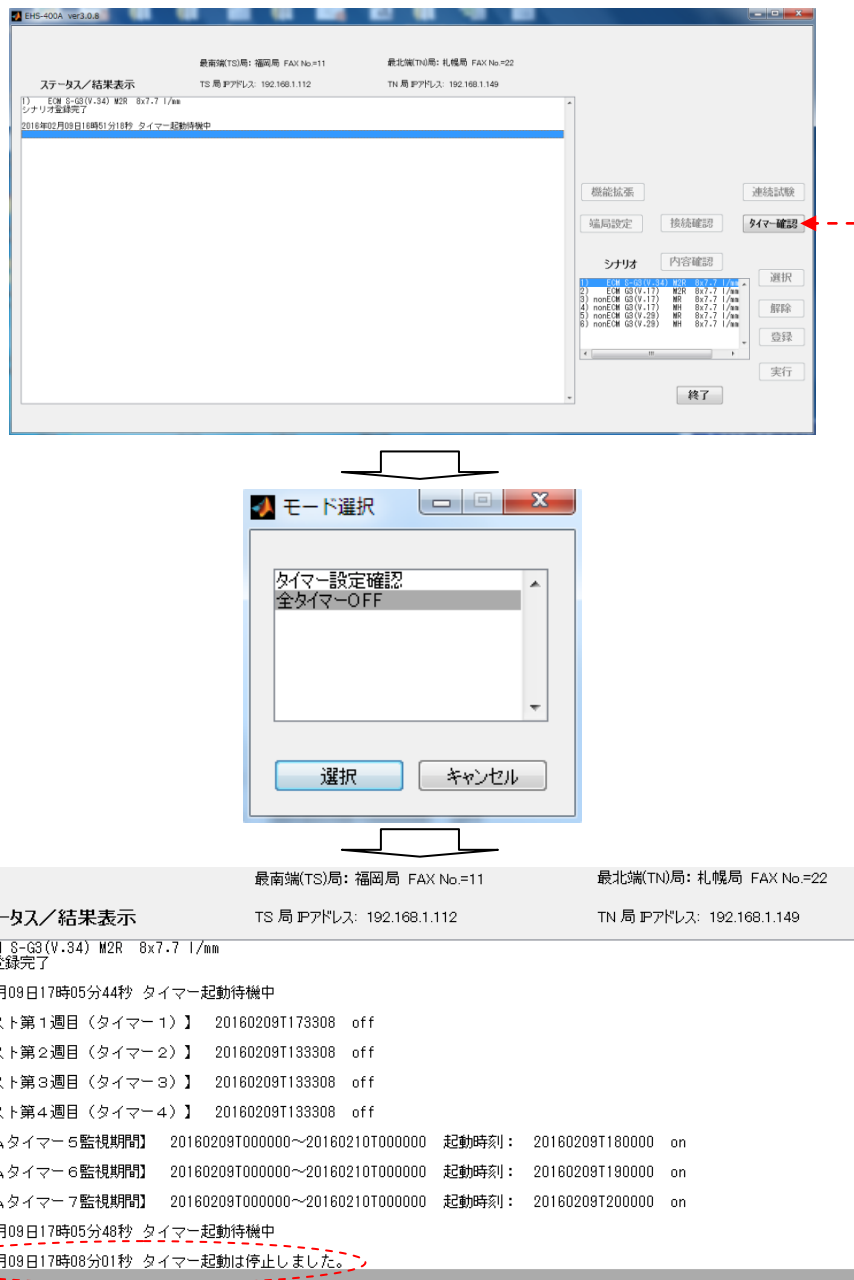 EHS-400A ver3.0.8
最南端(TS)局: 福岡局 FAX No.=11
最北端(TN)局: 札幌局 FAX No.=22
ステータス／結果表示
TS 局 IPアドレス: 192.168.1.112
TN 局 IPアドレス: 192.168.1.149
1) ECM S-G3(V.34) M2R 8x7.7 l/mm
シナリオ登録完了
2016年02月09日16時51分18秒 タイマー起動待機中
機能拡張
連続試験
端局設定
接続確認
タイマー確認
シナリオ
内容確認
1) ECM S-G3(V.34) M2R 8x7.7 l/mm
2) ECM G3(V.17) M2R 8x7.7 l/mm
3) nonECM G3(V.17) MR 8x7.7 l/mm
4) nonECM G3(V.17) MH 8x7.7 l/mm
5) nonECM G3(V.29) MR 8x7.7 l/mm
6) nonECM G3(V.29) MH 8x7.7 l/mm
選択
解除
登録
実行
終了
モード選択
タイマー設定確認
全タイマーOFF
選択
キャンセル
最南端(TS)局: 福岡局 FAX No.=11
最北端(TN)局: 札幌局 FAX No.=22
ータス／結果表示
TS 局 IPアドレス: 192.168.1.112
TN 局 IPアドレス: 192.168.1.149
S-G3(V.34) M2R 8x7.7 l/mm
登録完了
月09日17時05分44秒 タイマー起動待機中
スト第１週目（タイマー１）】 20160209T173308 off
スト第２週目（タイマー２）】 20160209T133308 off
スト第３週目（タイマー３）】 20160209T133308 off
スト第４週目（タイマー４）】 20160209T133308 off
ムタイマー５監視期間】 20160209T000000～20160210T000000 起動時刻： 20160209T180000 on
ムタイマー６監視期間】 20160209T000000～20160210T000000 起動時刻： 20160209T190000 on
ムタイマー７監視期間】 20160209T000000～20160210T000000 起動時刻： 20160209T200000 on
月09日17時05分48秒 タイマー起動待機中
月09日17時08分01秒 タイマー起動は停止しました。